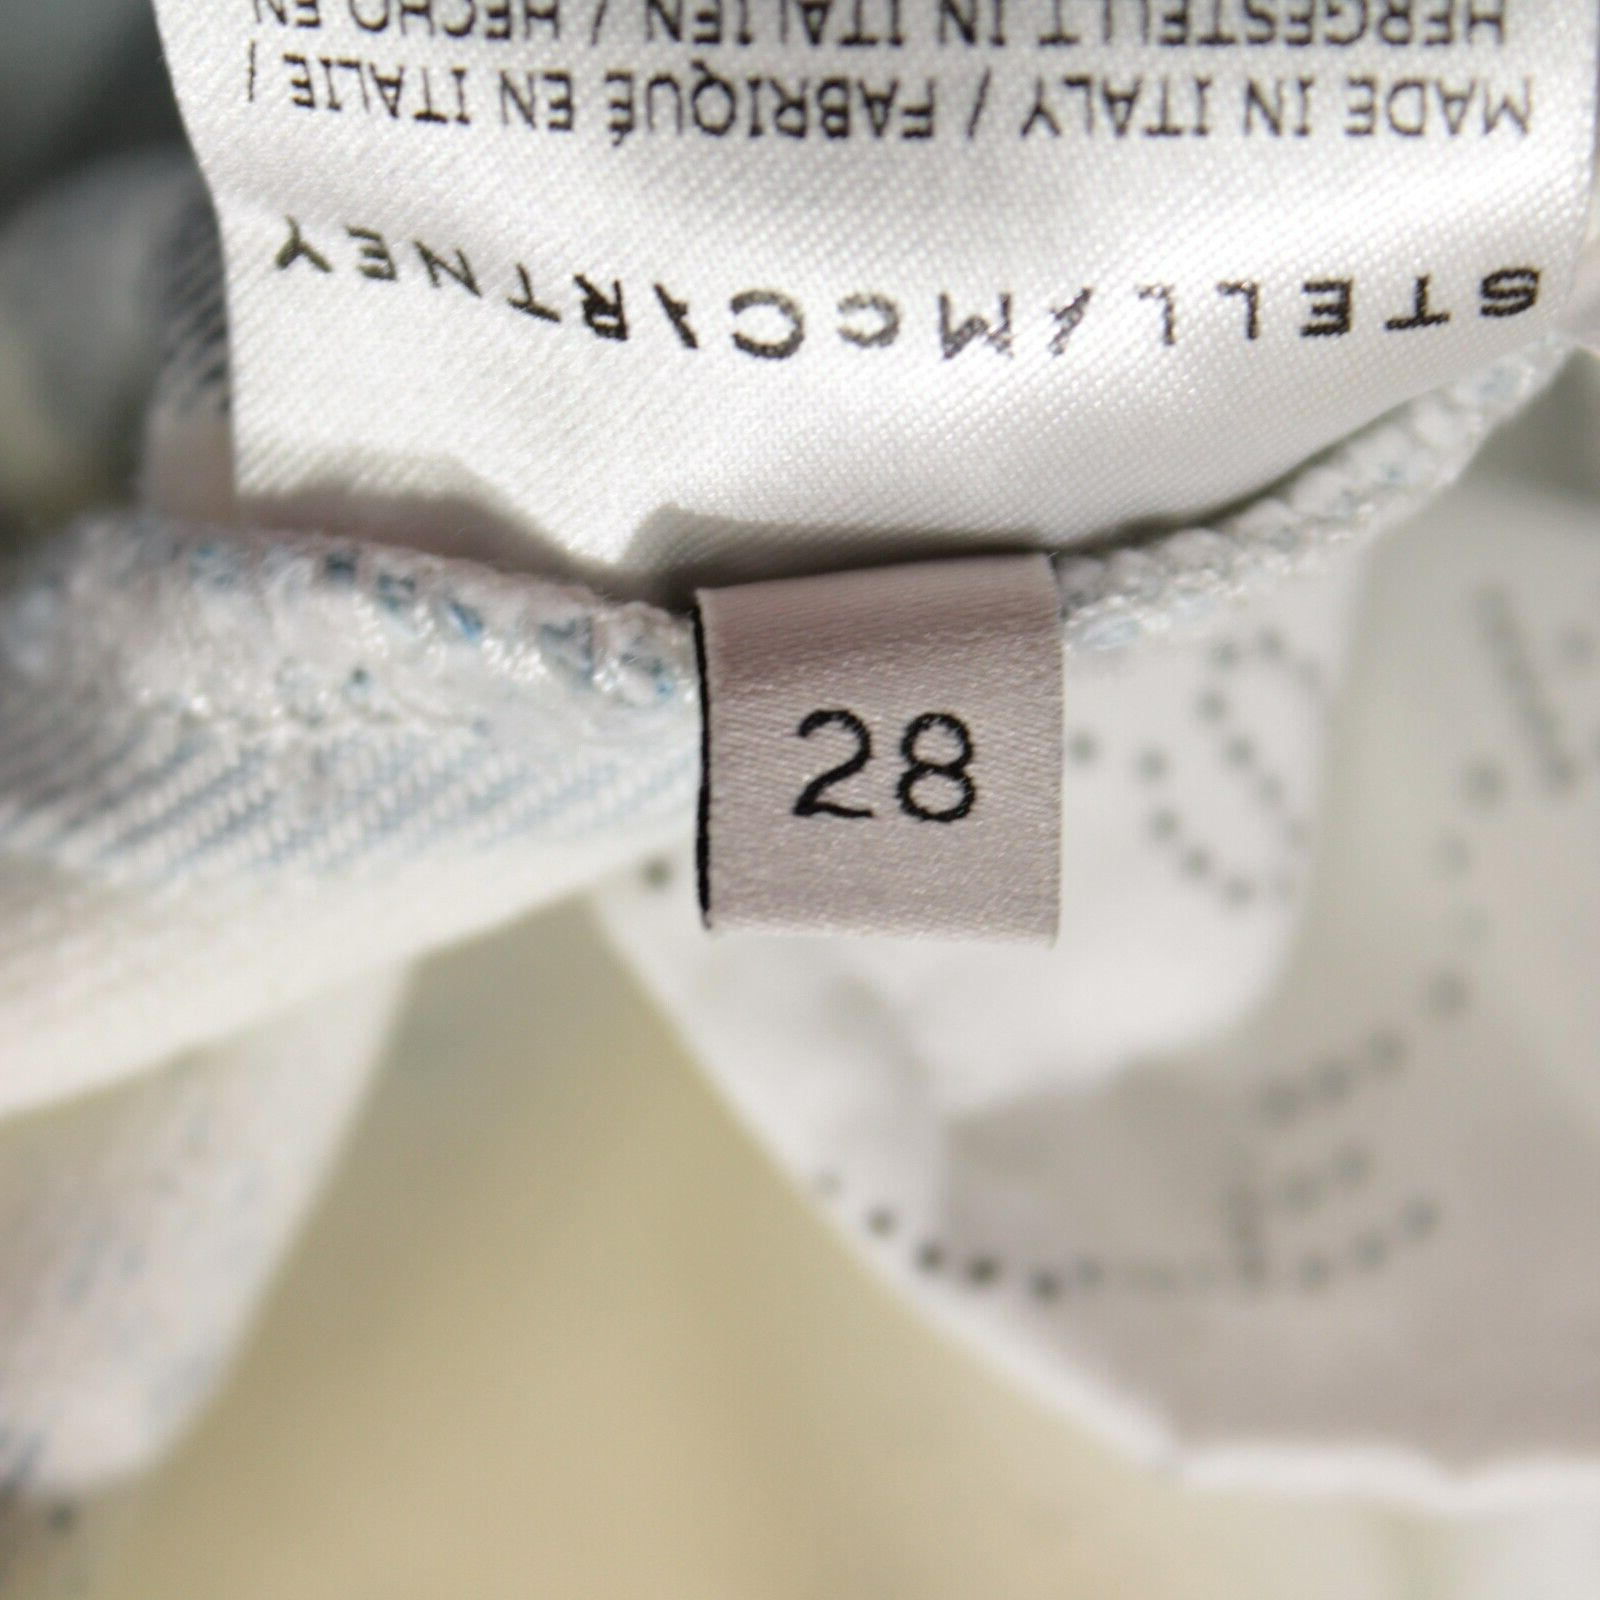 STELLA McCARTNEY
MADE IN ITALY / FABRIQUÉ EN ITALIE /
HERGESTELLT IN ITALIEN / HECHO EN
28